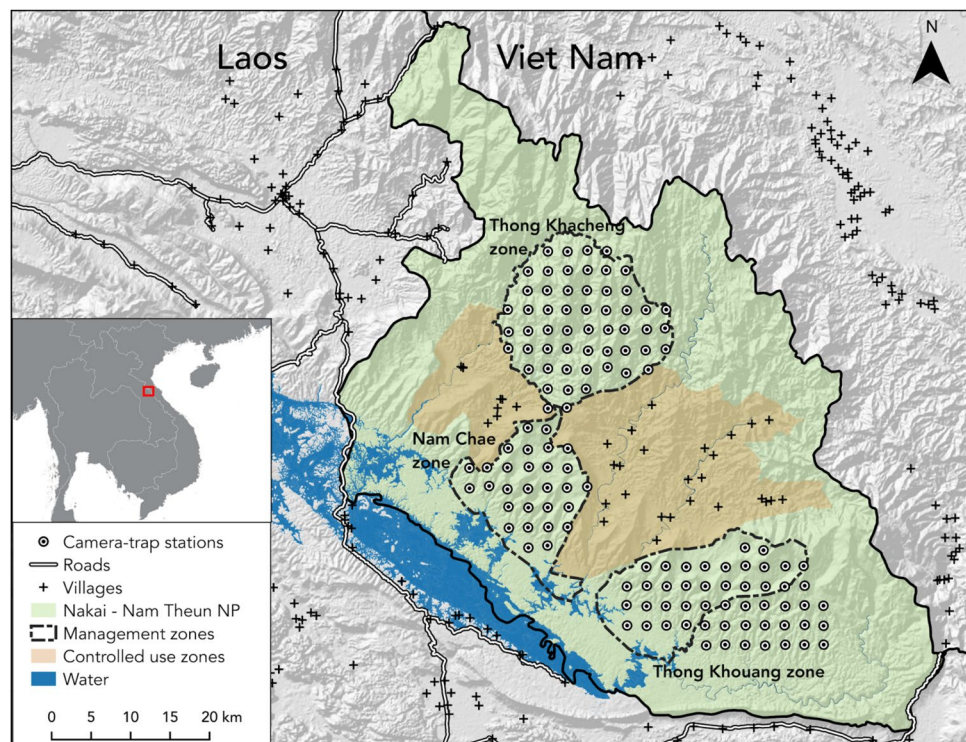 Laos
Viet Nam
N
Thong Khacheng
zone
Nam Chae
zone
Thong Khouang zone
Camera-trap stations
Roads
Villages
Nakai - Nam Theun NP
Management zones
Controlled use zones
Water
0 5 10 20 km